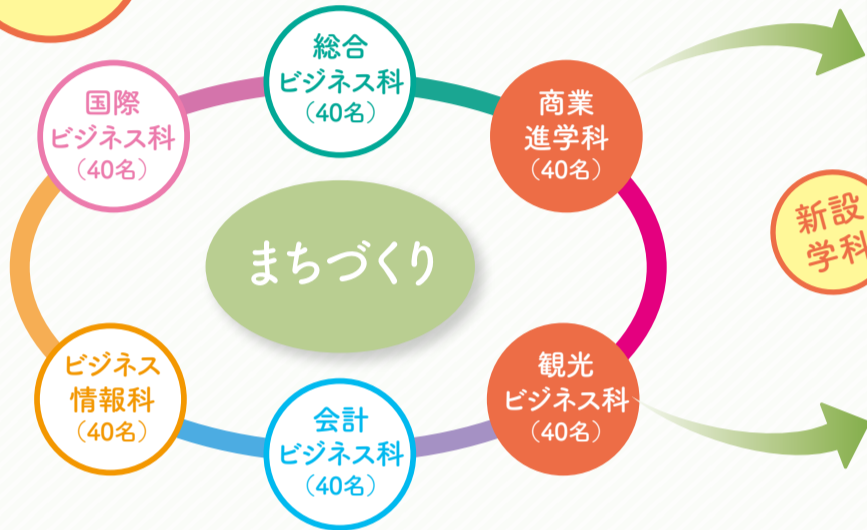 総合
ビジネス科
（40名）
国際
ビジネス科
（40名）
商業
進学科
（40名）
まちづくり
新設
学科
ビジネス
情報科
（40名）
会計
ビジネス科
（40名）
観光
ビジネス科
（40名）